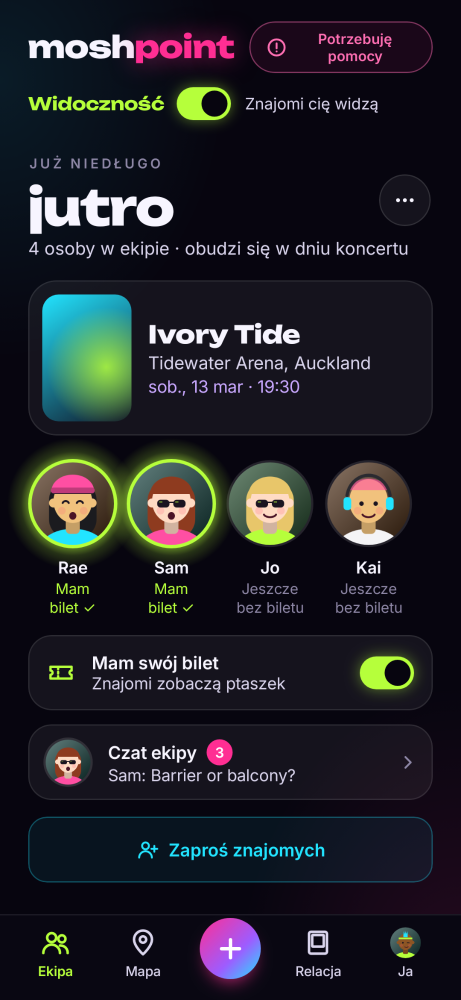 moshpoint
Potrzebuję
pomocy
Widoczność
Znajomi cię widzą
JUŻ NIEDŁUGO
jutro
4 osoby w ekipie · obudzi się w dniu koncertu
Ivory Tide
Tidewater Arena, Auckland
sob., 13 mar · 19:30
Rae
Mam
bilet ✓
Sam
Mam
bilet ✓
Jo
Jeszcze
bez biletu
Kai
Jeszcze
bez biletu
Mam swój bilet
Znajomi zobaczą ptaszek
Czat ekipy 3
Sam: Barrier or balcony?
Zaproś znajomych
Ekipa
Mapa
Relacja
Ja